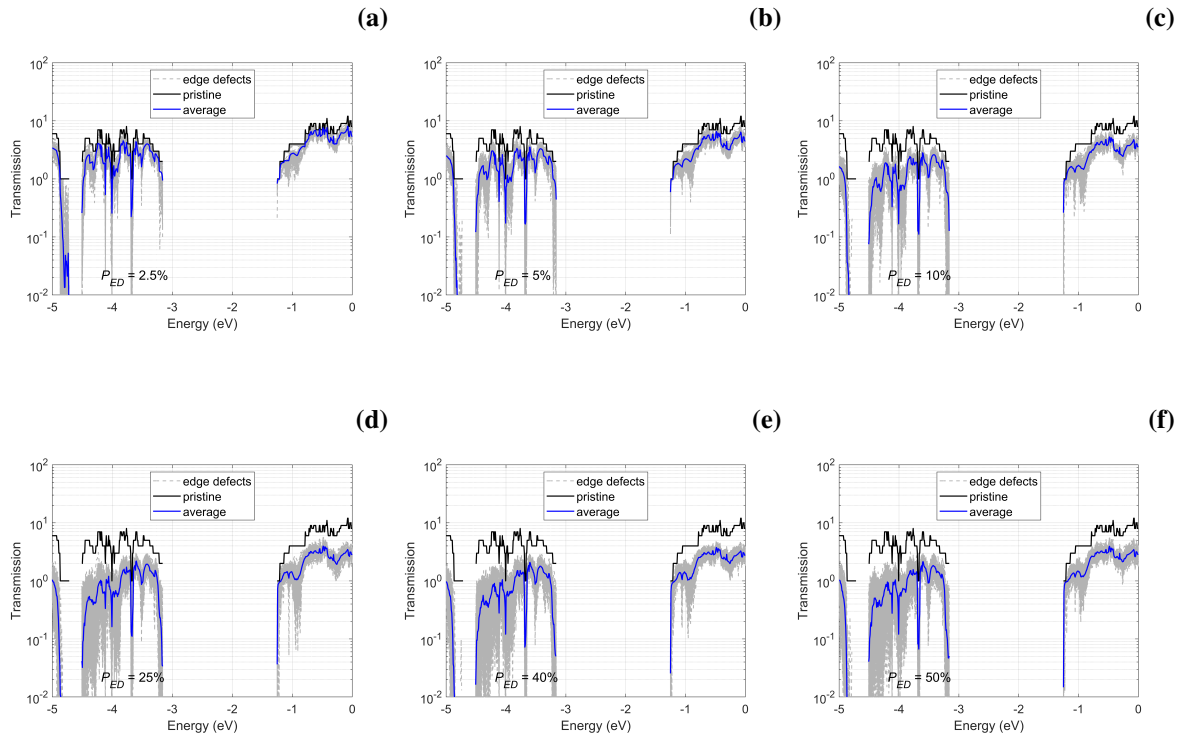 (a)
10^2
10^1
10^0
10^-1
10^-2
Transmission
edge defects
pristine
average
P_ED = 2.5%
-5 -4 -3 -2 -1 0
Energy (eV)
(b)
10^2
10^1
10^0
10^-1
10^-2
Transmission
edge defects
pristine
average
P_ED = 5%
-5 -4 -3 -2 -1 0
Energy (eV)
(c)
10^2
10^1
10^0
10^-1
10^-2
Transmission
edge defects
pristine
average
P_ED = 10%
-5 -4 -3 -2 -1 0
Energy (eV)
(d)
10^2
10^1
10^0
10^-1
10^-2
Transmission
edge defects
pristine
average
P_ED = 25%
-5 -4 -3 -2 -1 0
Energy (eV)
(e)
10^2
10^1
10^0
10^-1
10^-2
Transmission
edge defects
pristine
average
P_ED = 40%
-5 -4 -3 -2 -1 0
Energy (eV)
(f)
10^2
10^1
10^0
10^-1
10^-2
Transmission
edge defects
pristine
average
P_ED = 50%
-5 -4 -3 -2 -1 0
Energy (eV)